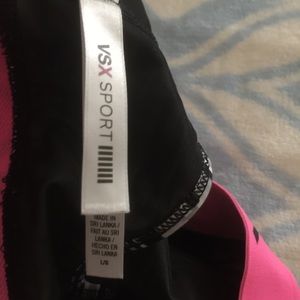 VSX SPORT
MADE IN
SRI LANKA /
FAIT AU SRI
LANKA /
HECHO EN
SRI LANKA